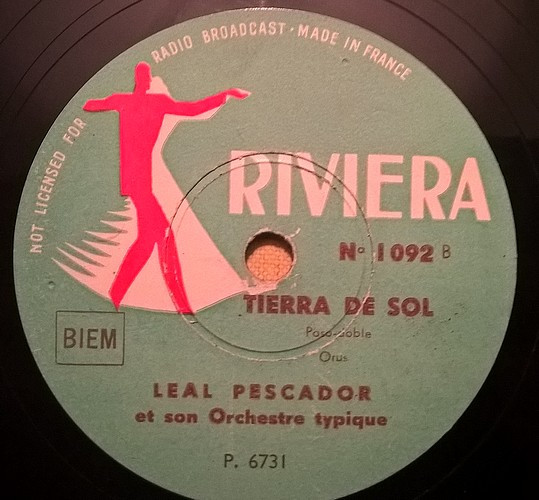 NOT LICENSED FOR RADIO BROADCAST · MADE IN FRANCE
RIVIERA
No 1092 B
TIERRA DE SOL
Paso-doble
Orus
BIEM
LEAL PESCADOR
et son Orchestre typique
P. 6731